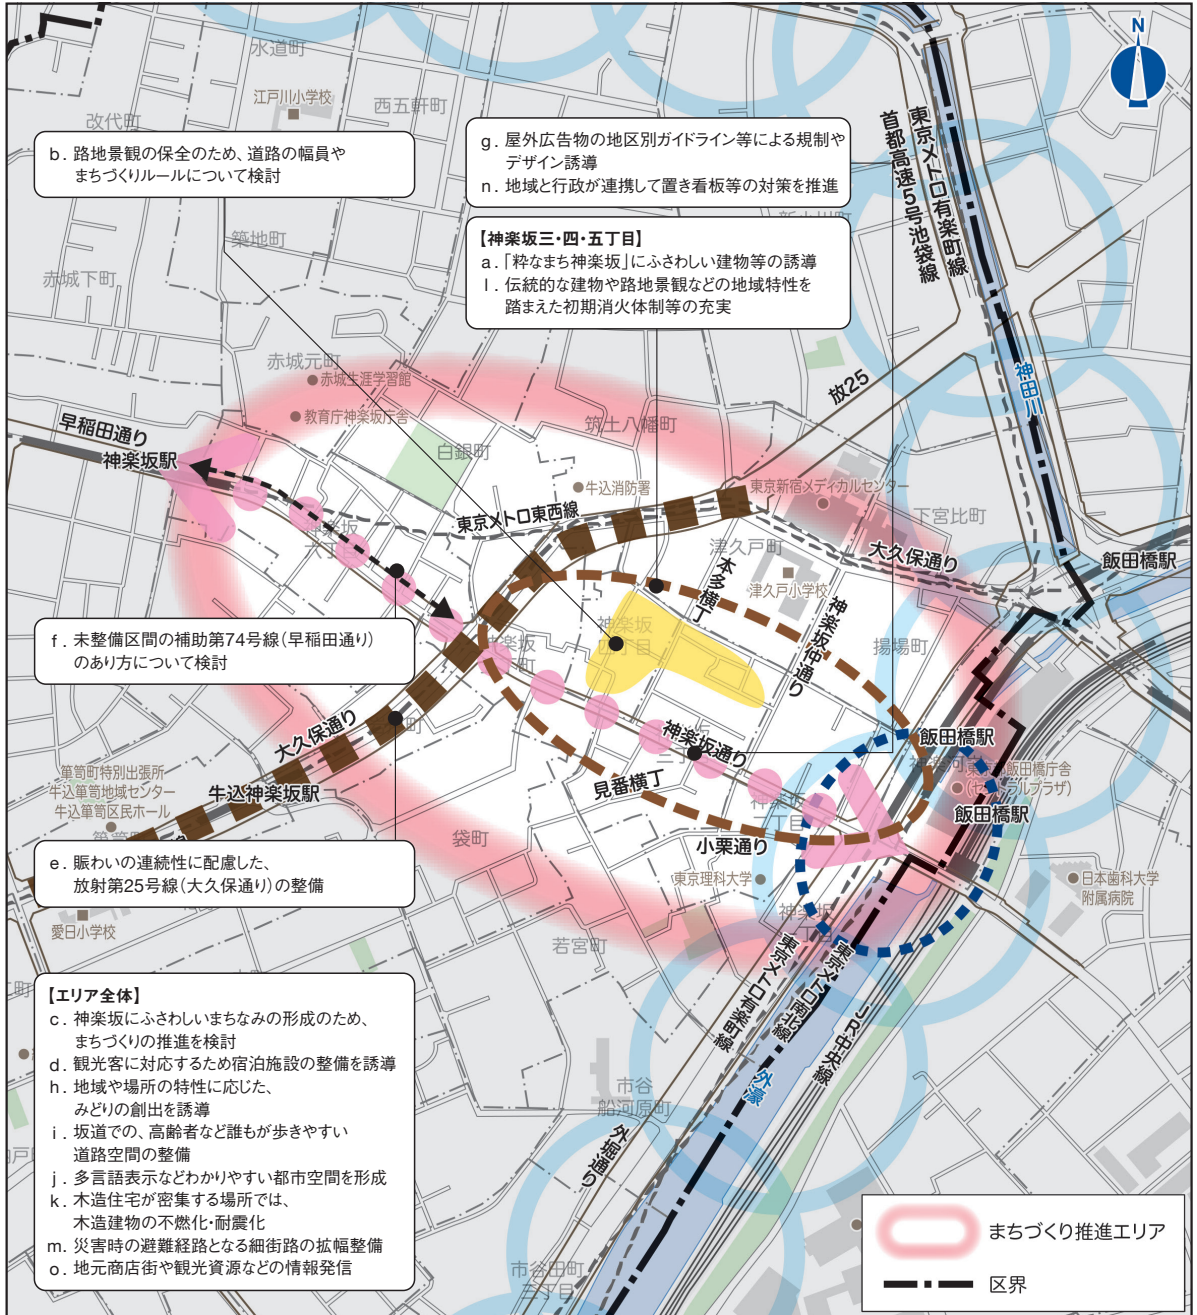 N
水道町
江戸川小学校
西五軒町
改代町
b. 路地景観の保全のため、道路の幅員や
まちづくりルールについて検討
g. 屋外広告物の地区別ガイドライン等による規制や
デザイン誘導
n. 地域と行政が連携して置き看板等の対策を推進
東京メトロ有楽町線
首都高速5号池袋線
築地町
赤城下町
【神楽坂三・四・五丁目】
a. 「粋なまち神楽坂」にふさわしい建物等の誘導
l. 伝統的な建物や路地景観などの地域特性を
踏まえた初期消火体制等の充実
神田川
放25
赤城元町
赤城生涯学習館
教育庁神楽坂庁舎
早稲田通り
神楽坂駅
白銀町
筑土八幡町
牛込消防署
東京新宿メディカルセンター
東京メトロ東西線
下宮比町
津久戸町
大久保通り
飯田橋駅
津久戸小学校
本多横丁
神楽坂仲通り
神楽坂
四丁目
揚場町
f. 未整備区間の補助第74号線(早稲田通り)
のあり方について検討
大久保通り
神楽坂通り
飯田橋駅
東京都飯田橋庁舎
(セントラルプラザ)
飯田橋駅
見番横丁
箪笥町特別出張所
牛込箪笥地域センター
牛込箪笥区民ホール
牛込神楽坂駅
袋町
小栗通り
e. 賑わいの連続性に配慮した、
放射第25号線(大久保通り)の整備
東京理科大学
日本歯科大学
附属病院
愛日小学校
若宮町
東京メトロ有楽町線
東京メトロ南北線
JR中央線
外濠
【エリア全体】
c. 神楽坂にふさわしいまちなみの形成のため、
まちづくりの推進を検討
d. 観光客に対応するため宿泊施設の整備を誘導
h. 地域や場所の特性に応じた、
みどりの創出を誘導
i. 坂道での、高齢者など誰もが歩きやすい
道路空間の整備
j. 多言語表示などわかりやすい都市空間を形成
k. 木造住宅が密集する場所では、
木造建物の不燃化・耐震化
m. 災害時の避難経路となる細街路の拡幅整備
o. 地元商店街や観光資源などの情報発信
市谷
船河原町
外堀通り
市谷田町
三丁目
まちづくり推進エリア
区界